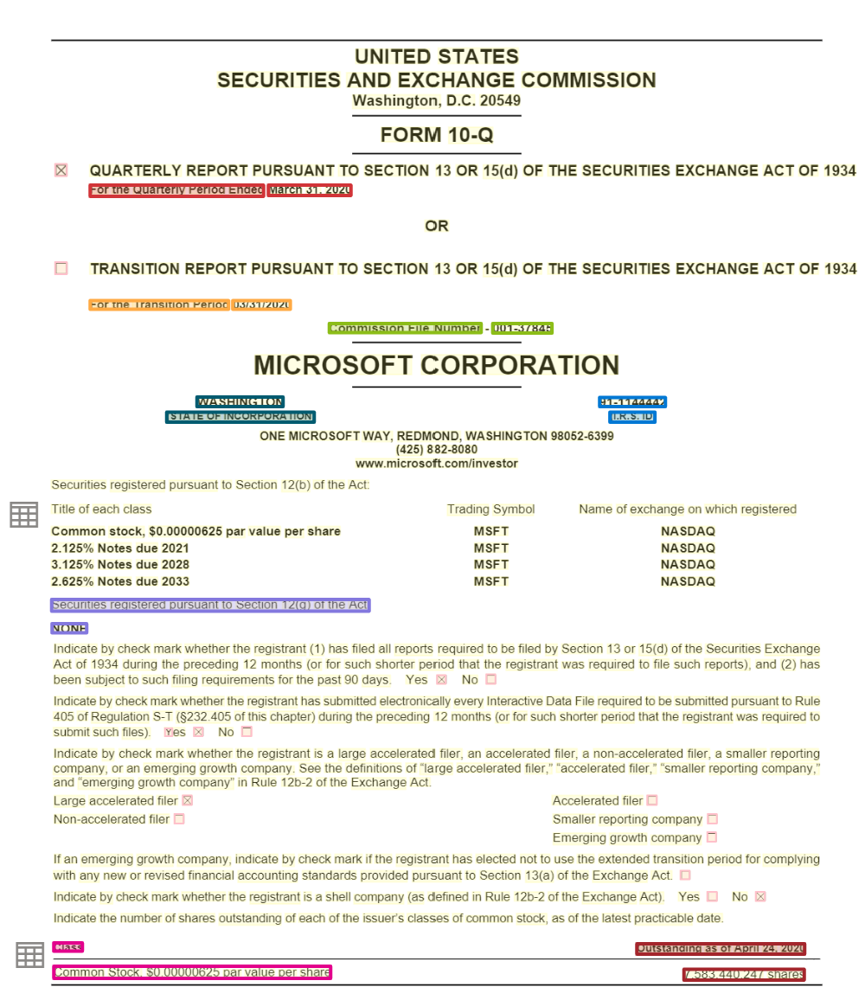 UNITED STATES
SECURITIES AND EXCHANGE COMMISSION
Washington, D.C. 20549
FORM 10-Q
☒ QUARTERLY REPORT PURSUANT TO SECTION 13 OR 15(d) OF THE SECURITIES EXCHANGE ACT OF 1934
For the Quarterly Period Ended March 31, 2020
OR
☐ TRANSITION REPORT PURSUANT TO SECTION 13 OR 15(d) OF THE SECURITIES EXCHANGE ACT OF 1934
For the Transition Period 03/31/2020
Commission File Number - 001-37845
MICROSOFT CORPORATION
WASHINGTON 91-1144442
(STATE OF INCORPORATION) (I.R.S. ID)
ONE MICROSOFT WAY, REDMOND, WASHINGTON 98052-6399
(425) 882-8080
www.microsoft.com/investor
Securities registered pursuant to Section 12(b) of the Act:
Title of each class Trading Symbol Name of exchange on which registered
Common stock, $0.00000625 par value per share MSFT NASDAQ
2.125% Notes due 2021 MSFT NASDAQ
3.125% Notes due 2028 MSFT NASDAQ
2.625% Notes due 2033 MSFT NASDAQ
Securities registered pursuant to Section 12(g) of the Act
NONE
Indicate by check mark whether the registrant (1) has filed all reports required to be filed by Section 13 or 15(d) of the Securities Exchange
Act of 1934 during the preceding 12 months (or for such shorter period that the registrant was required to file such reports), and (2) has
been subject to such filing requirements for the past 90 days. Yes ☒ No ☐
Indicate by check mark whether the registrant has submitted electronically every Interactive Data File required to be submitted pursuant to Rule
405 of Regulation S-T (§232.405 of this chapter) during the preceding 12 months (or for such shorter period that the registrant was required to
submit such files). Yes ☒ No ☐
Indicate by check mark whether the registrant is a large accelerated filer, an accelerated filer, a non-accelerated filer, a smaller reporting
company, or an emerging growth company. See the definitions of “large accelerated filer,” “accelerated filer,” “smaller reporting company,”
and “emerging growth company” in Rule 12b-2 of the Exchange Act.
Large accelerated filer ☒ Accelerated filer ☐
Non-accelerated filer ☐ Smaller reporting company ☐
Emerging growth company ☐
If an emerging growth company, indicate by check mark if the registrant has elected not to use the extended transition period for complying
with any new or revised financial accounting standards provided pursuant to Section 13(a) of the Exchange Act. ☐
Indicate by check mark whether the registrant is a shell company (as defined in Rule 12b-2 of the Exchange Act). Yes ☐ No ☒
Indicate the number of shares outstanding of each of the issuer’s classes of common stock, as of the latest practicable date.
Class Outstanding as of April 24, 2020
Common Stock, $0.00000625 par value per share 7,583,440,247 shares